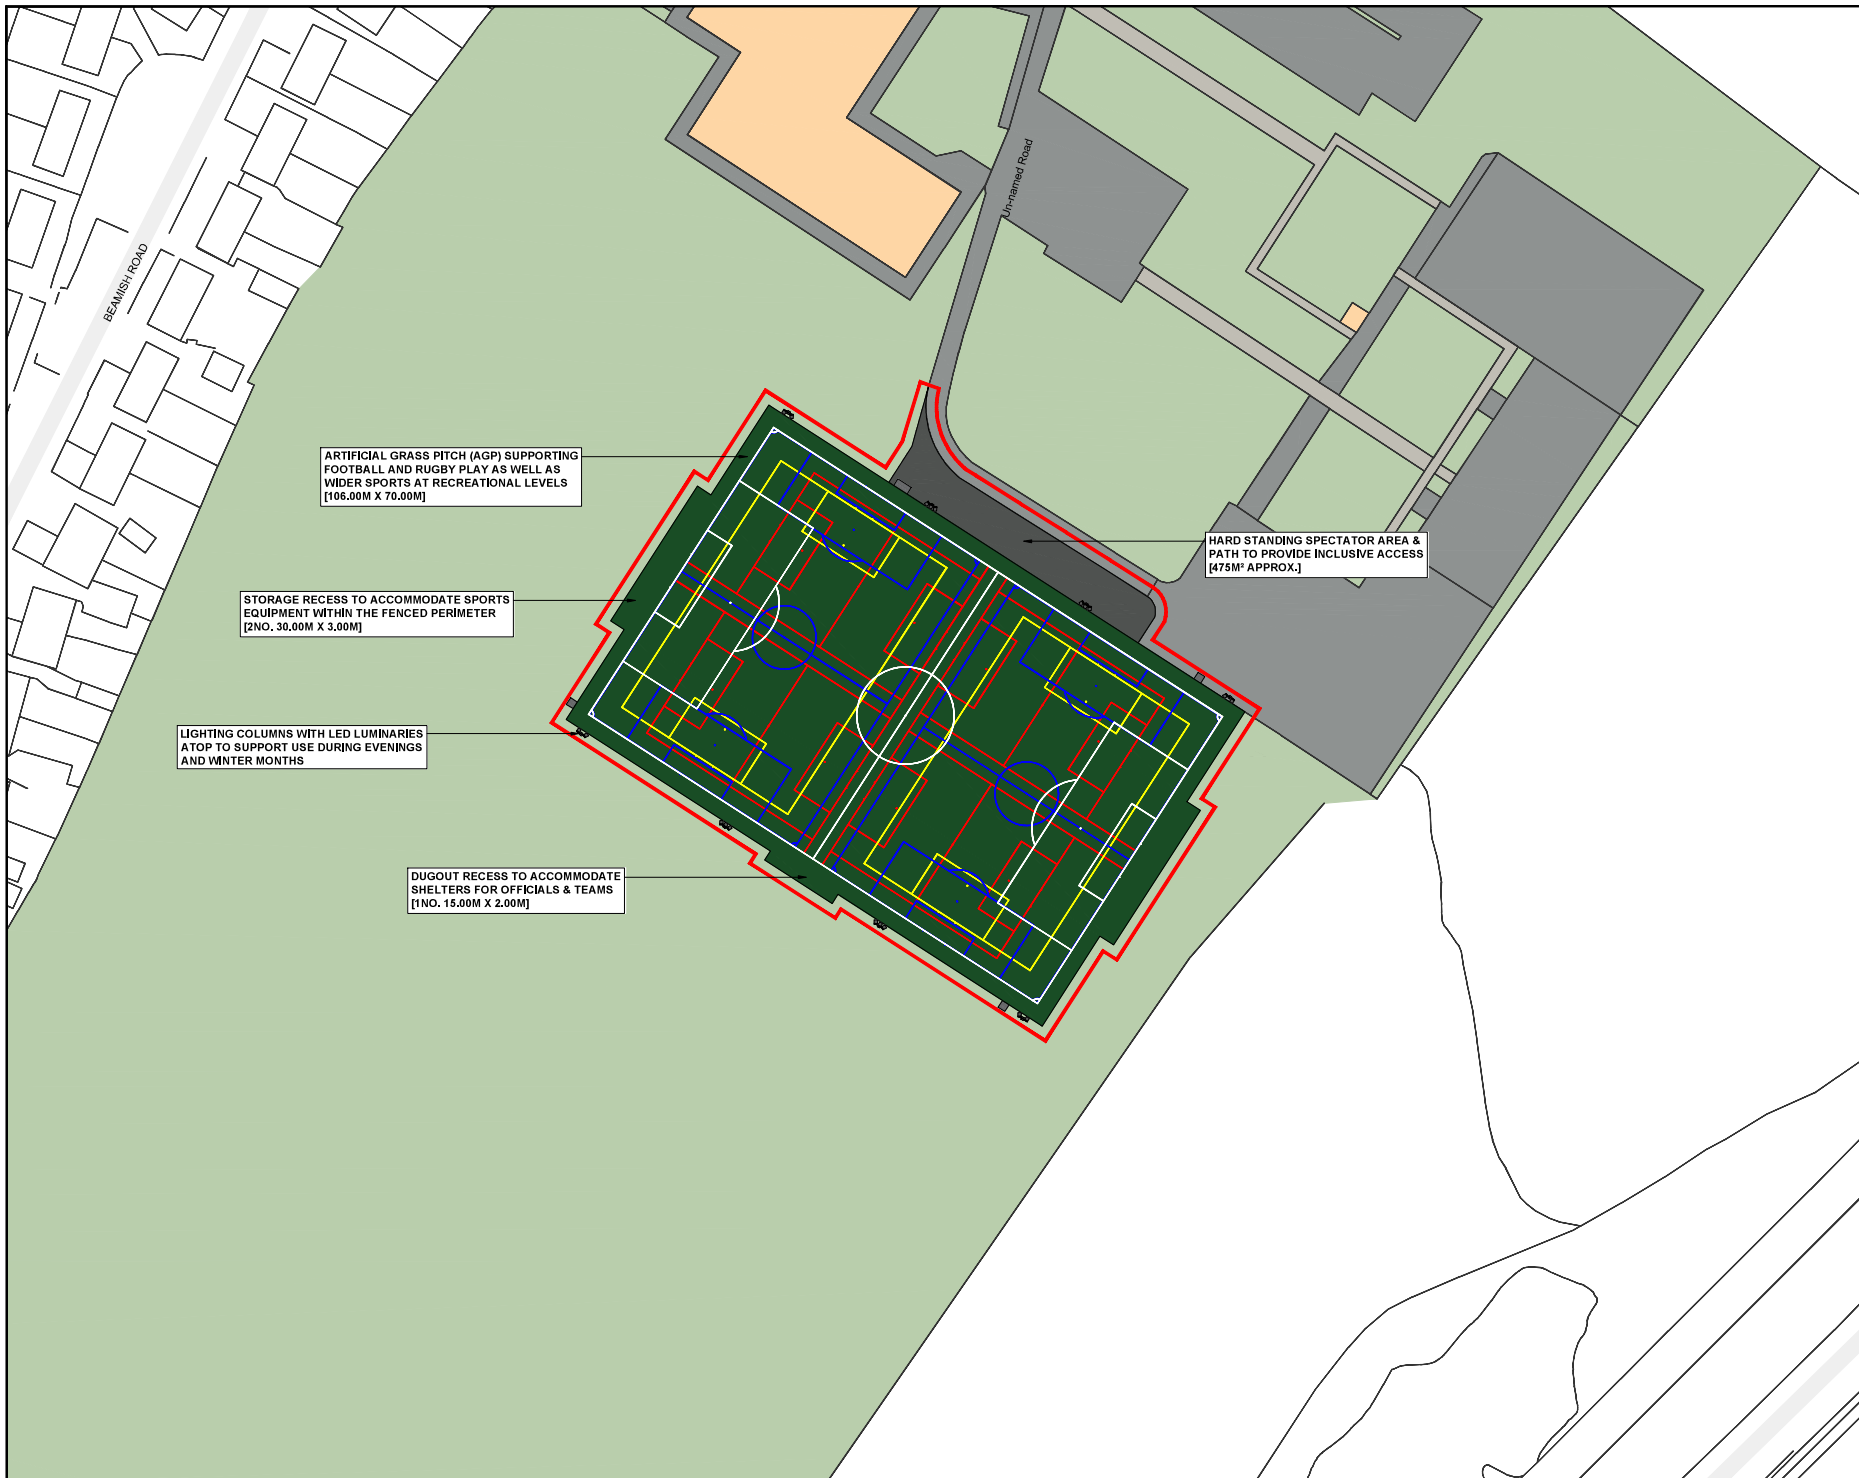 Un-named Road
BEAMISH ROAD
ARTIFICIAL GRASS PITCH (AGP) SUPPORTING
FOOTBALL AND RUGBY PLAY AS WELL AS
WIDER SPORTS AT RECREATIONAL LEVELS
[106.00M X 70.00M]
HARD STANDING SPECTATOR AREA &
PATH TO PROVIDE INCLUSIVE ACCESS
[475M² APPROX.]
STORAGE RECESS TO ACCOMMODATE SPORTS
EQUIPMENT WITHIN THE FENCED PERIMETER
[2NO. 30.00M X 3.00M]
LIGHTING COLUMNS WITH LED LUMINARIES
ATOP TO SUPPORT USE DURING EVENINGS
AND WINTER MONTHS
DUGOUT RECESS TO ACCOMMODATE
SHELTERS FOR OFFICIALS & TEAMS
[1NO. 15.00M X 2.00M]